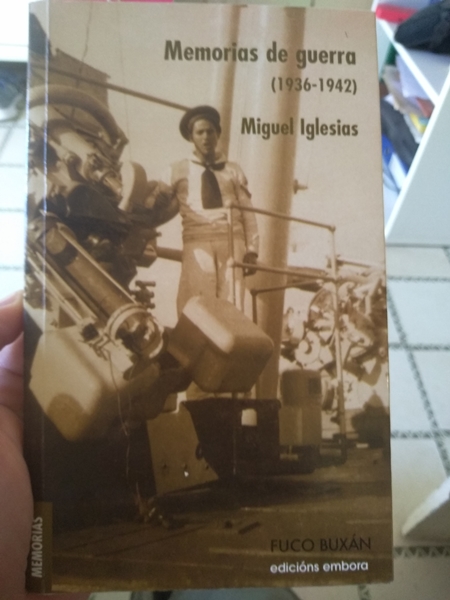 Memorias de guerra
(1936-1942)
Miguel Iglesias
MEMORIAS
FUCO BUXÁN
edicións embora